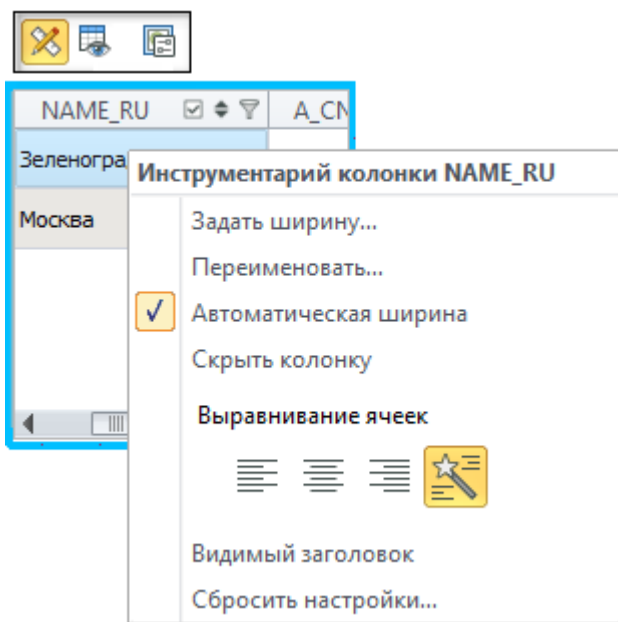 NAME_RU A_CN
Зеленогра
Инструментарий колонки NAME_RU
Москва
Задать ширину...
Переименовать...
Автоматическая ширина
Скрыть колонку
Выравнивание ячеек
Видимый заголовок
Сбросить настройки...